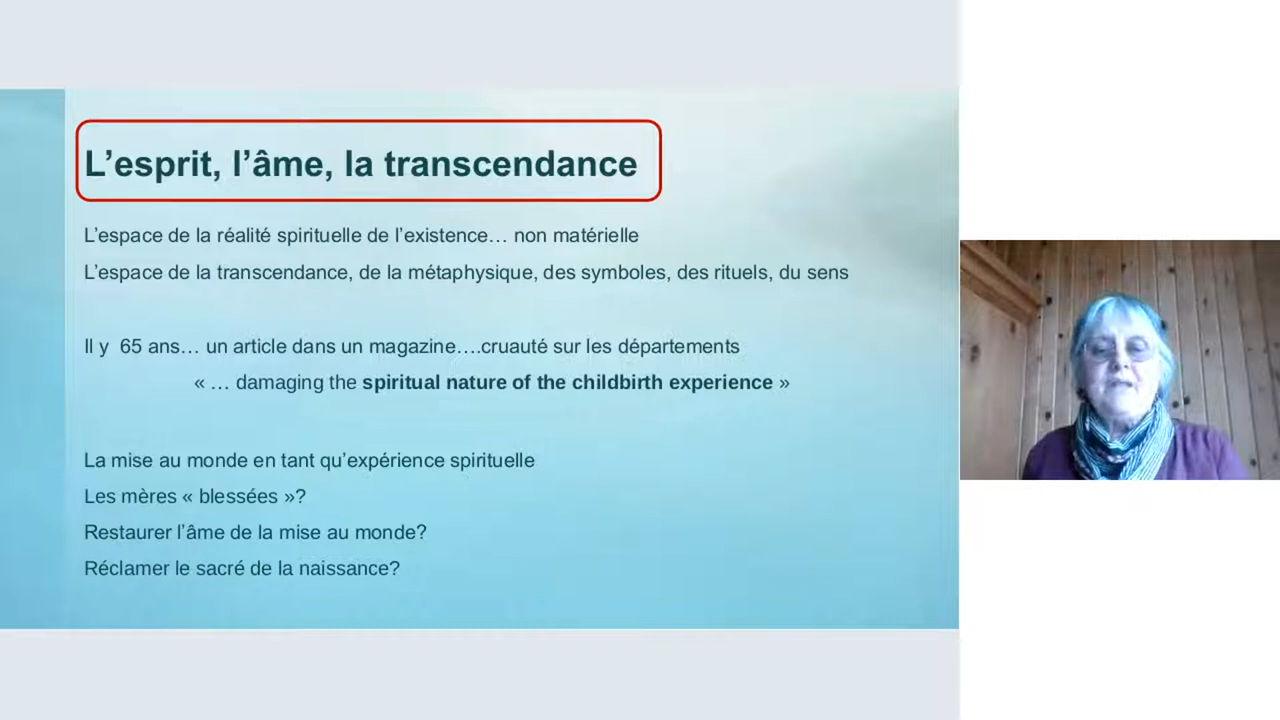 L’esprit, l’âme, la transcendance
L’espace de la réalité spirituelle de l’existence… non matérielle
L’espace de la transcendance, de la métaphysique, des symboles, des rituels, du sens
Il y  65 ans… un article dans un magazine….cruauté sur les départements
« … damaging the spiritual nature of the childbirth experience »
La mise au monde en tant qu’expérience spirituelle
Les mères « blessées »?
Restaurer l’âme de la mise au monde?
Réclamer le sacré de la naissance?